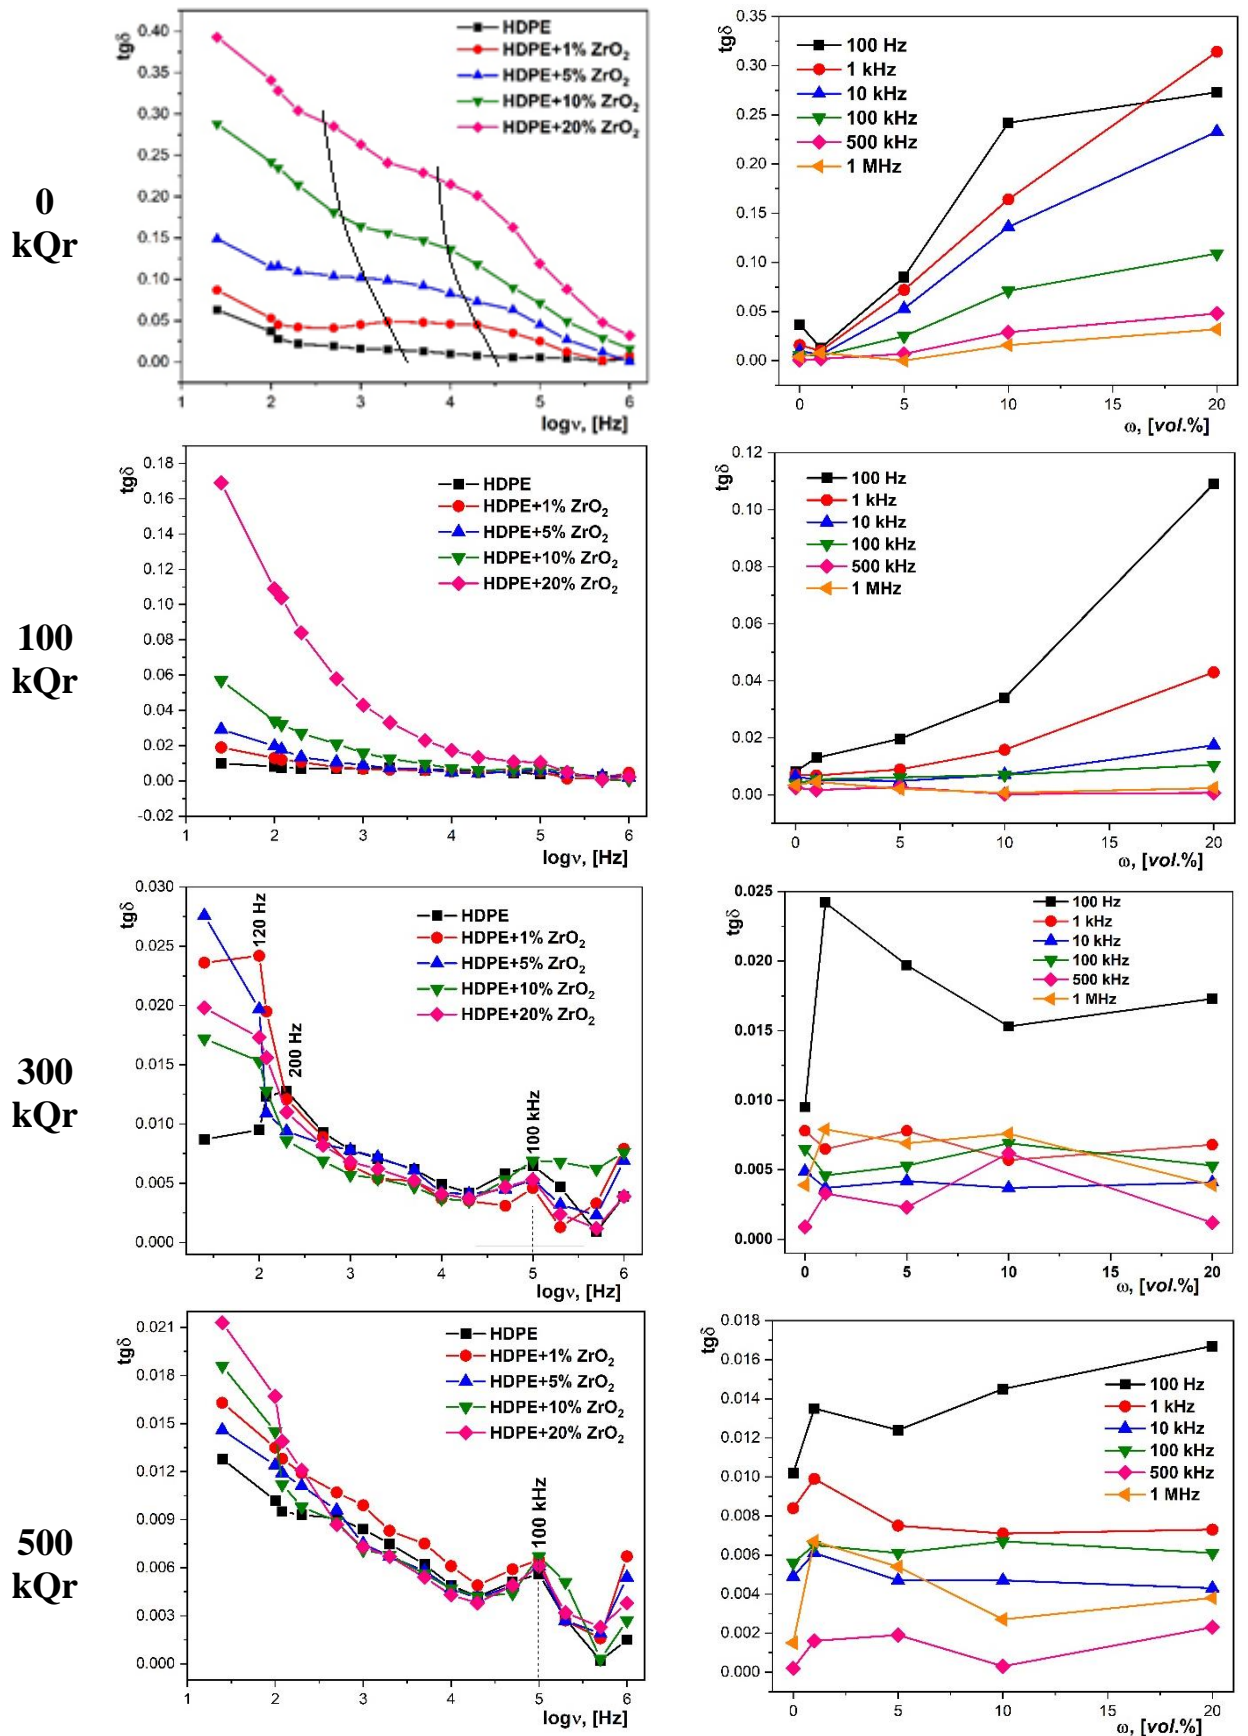 0
kQr
tgδ
0.40
0.35
0.30
0.25
0.20
0.15
0.10
0.05
0.00
1
2
3
4
5
6
logν, [Hz]
HDPE
HDPE+1% ZrO₂
HDPE+5% ZrO₂
HDPE+10% ZrO₂
HDPE+20% ZrO₂
tgδ
0.35
0.30
0.25
0.20
0.15
0.10
0.05
0.00
0
5
10
15
20
ω, [vol.%]
100 Hz
1 kHz
10 kHz
100 kHz
500 kHz
1 MHz
100
kQr
tgδ
0.18
0.16
0.14
0.12
0.10
0.08
0.06
0.04
0.02
0.00
-0.02
1
2
3
4
5
6
logν, [Hz]
HDPE
HDPE+1% ZrO₂
HDPE+5% ZrO₂
HDPE+10% ZrO₂
HDPE+20% ZrO₂
tgδ
0.12
0.10
0.08
0.06
0.04
0.02
0.00
0
5
10
15
20
ω, [vol.%]
100 Hz
1 kHz
10 kHz
100 kHz
500 kHz
1 MHz
300
kQr
tgδ
0.030
0.025
0.020
0.015
0.010
0.005
0.000
2
3
4
5
6
logν, [Hz]
120 Hz
200 Hz
100 kHz
HDPE
HDPE+1% ZrO₂
HDPE+5% ZrO₂
HDPE+10% ZrO₂
HDPE+20% ZrO₂
tgδ
0.025
0.020
0.015
0.010
0.005
0.000
0
5
10
15
20
ω, [vol.%]
100 Hz
1 kHz
10 kHz
100 kHz
500 kHz
1 MHz
500
kQr
tgδ
0.021
0.018
0.015
0.012
0.009
0.006
0.003
0.000
1
2
3
4
5
6
logν, [Hz]
100 kHz
HDPE
HDPE+1% ZrO₂
HDPE+5% ZrO₂
HDPE+10% ZrO₂
HDPE+20% ZrO₂
tgδ
0.018
0.016
0.014
0.012
0.010
0.008
0.006
0.004
0.002
0.000
0
5
10
15
20
ω, [vol.%]
100 Hz
1 kHz
10 kHz
100 kHz
500 kHz
1 MHz